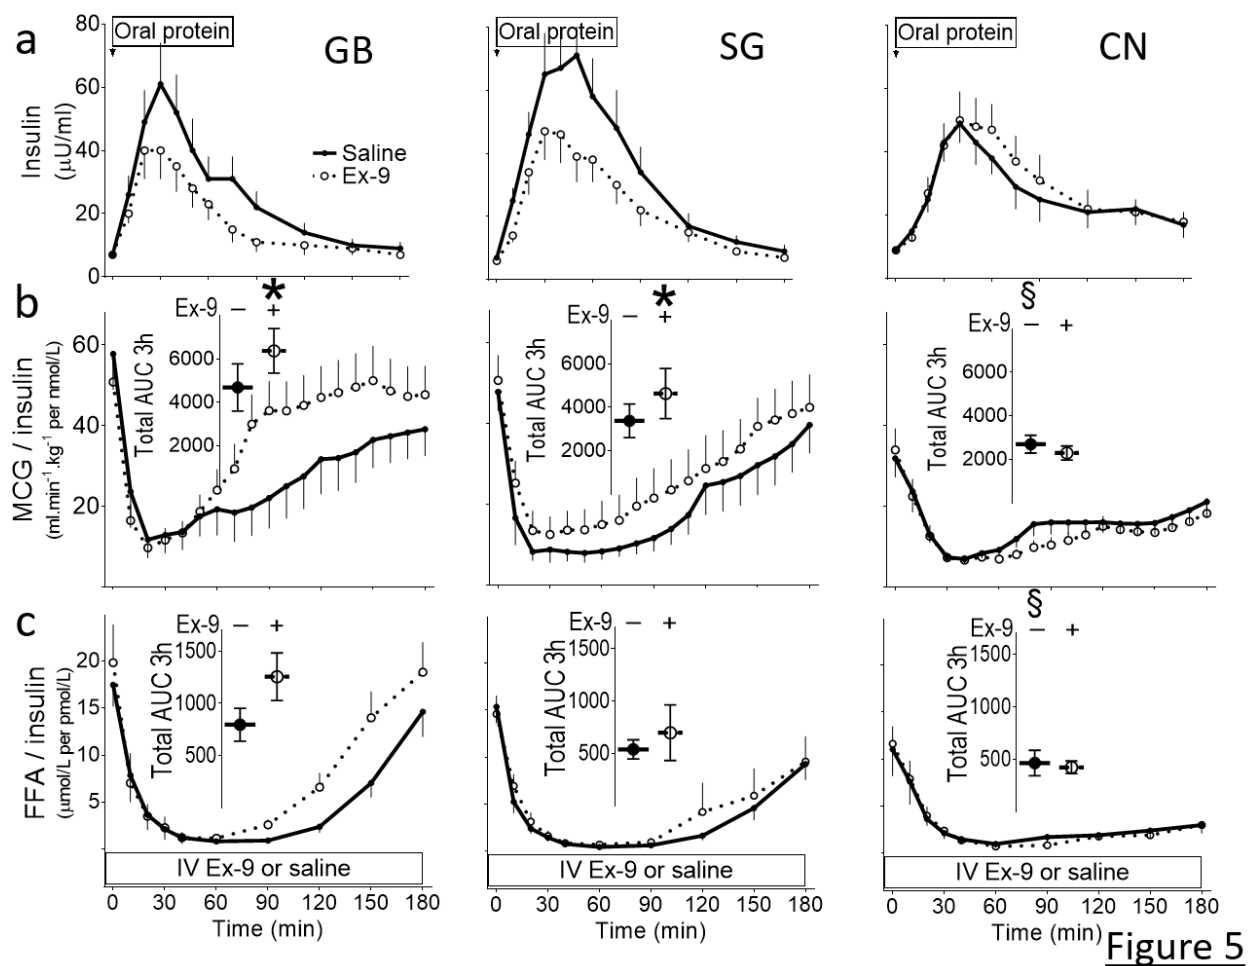 a
Oral protein
GB
Oral protein
SG
Oral protein
CN
Insulin
(μU/ml)
80
60
40
20
0
Saline
Ex-9
b
MCG / insulin
(ml.min⁻¹.kg⁻¹ per nmol/L)
60
40
20
Ex-9 − +
*
Total AUC 3h
6000
4000
2000
Ex-9 − +
*
Total AUC 3h
6000
4000
2000
§
Ex-9 − +
Total AUC 3h
6000
4000
2000
c
FFA / insulin
(μmol/L per pmol/L)
20
15
10
5
Ex-9 − +
Total AUC 3h
1500
1000
500
Ex-9 − +
Total AUC 3h
1500
1000
500
§
Ex-9 − +
Total AUC 3h
1500
1000
500
IV Ex-9 or saline
IV Ex-9 or saline
IV Ex-9 or saline
0 30 60 90 120 150 180
0 30 60 90 120 150 180
0 30 60 90 120 150 180
Time (min)
Time (min)
Time (min)
Figure 5